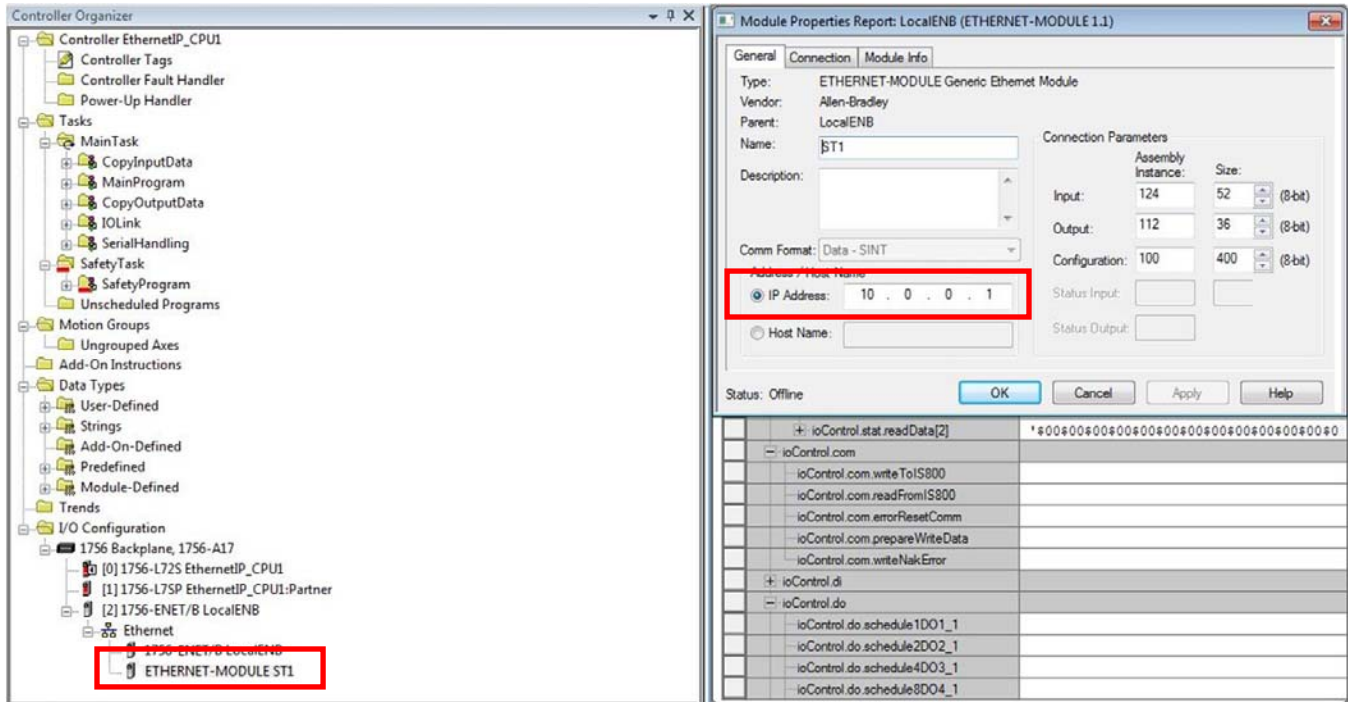 Controller Organizer
Controller EthernetIP_CPU1
Controller Tags
Controller Fault Handler
Power-Up Handler
Tasks
MainTask
CopyInputData
MainProgram
CopyOutputData
IOLink
SerialHandling
SafetyTask
SafetyProgram
Unscheduled Programs
Motion Groups
Ungrouped Axes
Add-On Instructions
Data Types
User-Defined
Strings
Add-On-Defined
Predefined
Module-Defined
Trends
I/O Configuration
1756 Backplane, 1756-A17
[0] 1756-L72S EthernetIP_CPU1
[1] 1756-L7SP EthernetIP_CPU1:Partner
[2] 1756-ENET/B LocalENB
Ethernet
1756-ENET/B LocalENB
ETHERNET-MODULE ST1
Module Properties Report: LocalENB (ETHERNET-MODULE 1.1)
General Connection Module Info
Type: ETHERNET-MODULE Generic Ethernet Module
Vendor: Allen-Bradley
Parent: LocalENB
Name: ST1
Description:
Comm Format: Data - SINT
Address / Host Name
IP Address: 10 . 0 . 0 . 1
Host Name:
Connection Parameters
Assembly Instance: Size:
Input: 124 52 (8-bit)
Output: 112 36 (8-bit)
Configuration: 100 400 (8-bit)
Status Input:
Status Output:
Status: Offline OK Cancel Apply Help
ioControl.stat.readData[2] '$00$00$00$00$00$00$00$00$00$00$00$00$0
ioControl.com
ioControl.com.writeToIS800
ioControl.com.readFromIS800
ioControl.com.errorResetComm
ioControl.com.prepareWriteData
ioControl.com.writeNakError
ioControl.di
ioControl.do
ioControl.do.schedule1DO1_1
ioControl.do.schedule2DO2_1
ioControl.do.schedule4DO3_1
ioControl.do.schedule8DO4_1